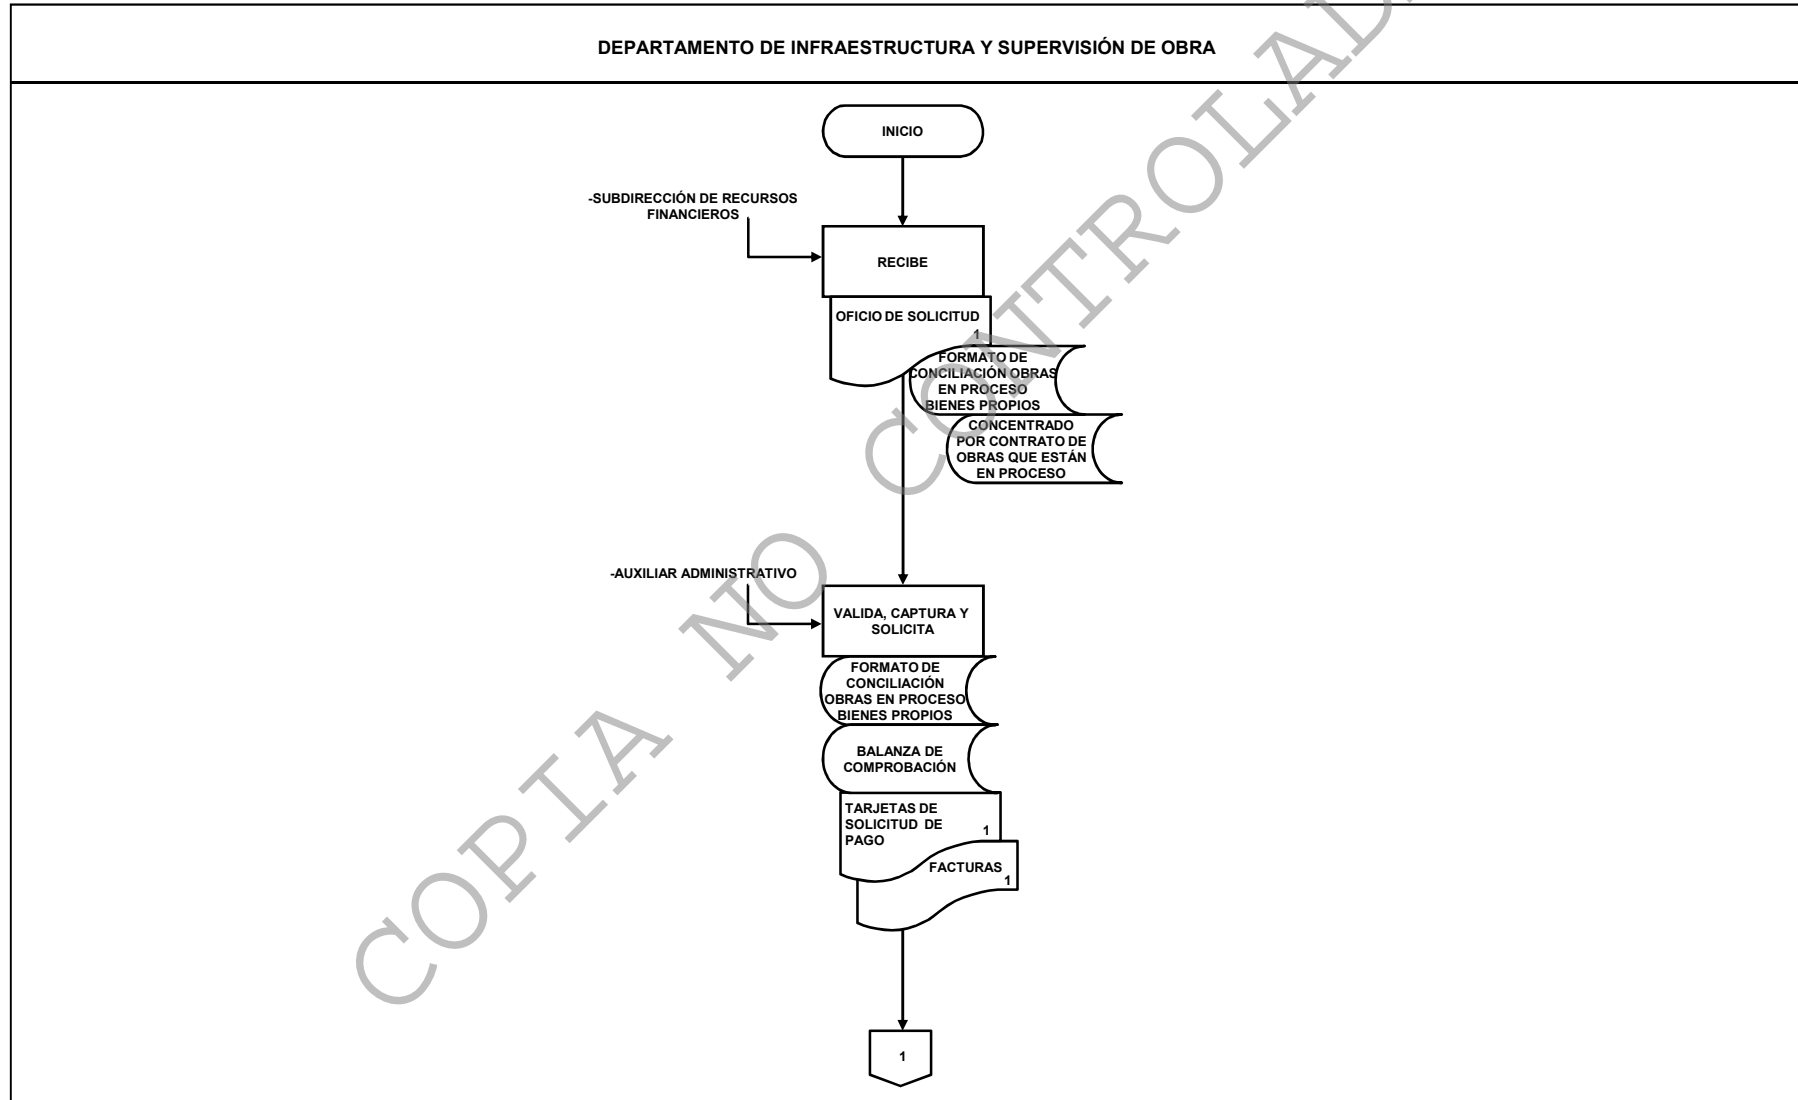 DEPARTAMENTO DE INFRAESTRUCTURA Y SUPERVISIÓN DE OBRA
INICIO
-SUBDIRECCIÓN DE RECURSOS
FINANCIEROS
RECIBE
OFICIO DE SOLICITUD
1
FORMATO DE
CONCILIACIÓN OBRAS
EN PROCESO
BIENES PROPIOS
CONCENTRADO
POR CONTRATO DE
OBRAS QUE ESTÁN
EN PROCESO
-AUXILIAR ADMINISTRATIVO
VALIDA, CAPTURA Y
SOLICITA
FORMATO DE
CONCILIACIÓN
OBRAS EN PROCESO
BIENES PROPIOS
BALANZA DE
COMPROBACIÓN
TARJETAS DE
SOLICITUD DE
PAGO
1
FACTURAS
1
1
COPIA NO CONTROLAD